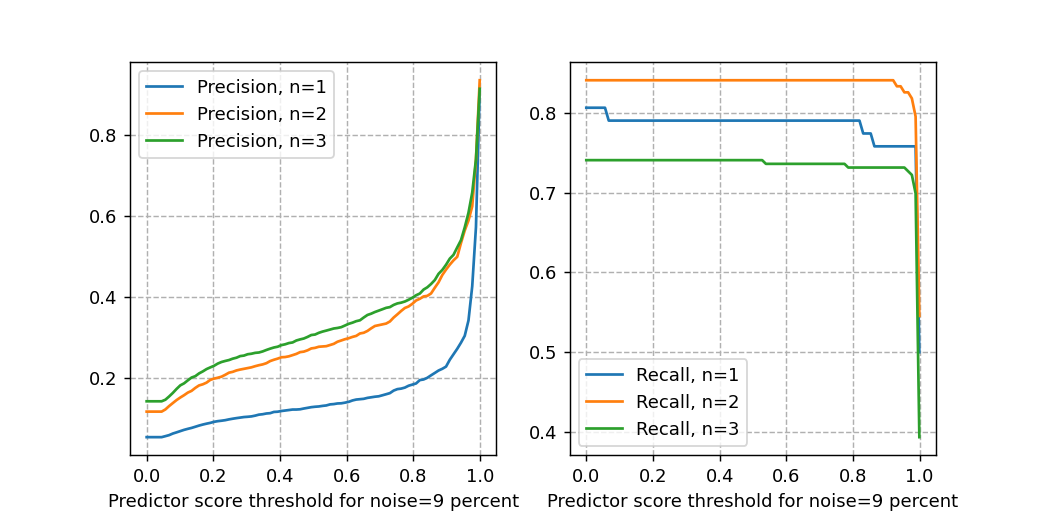 Precision, n=1
Precision, n=2
Precision, n=3
0.8
0.6
0.4
0.2
0.0 0.2 0.4 0.6 0.8 1.0
Predictor score threshold for noise=9 percent
0.8
0.7
0.6
0.5
0.4
Recall, n=1
Recall, n=2
Recall, n=3
0.0 0.2 0.4 0.6 0.8 1.0
Predictor score threshold for noise=9 percent